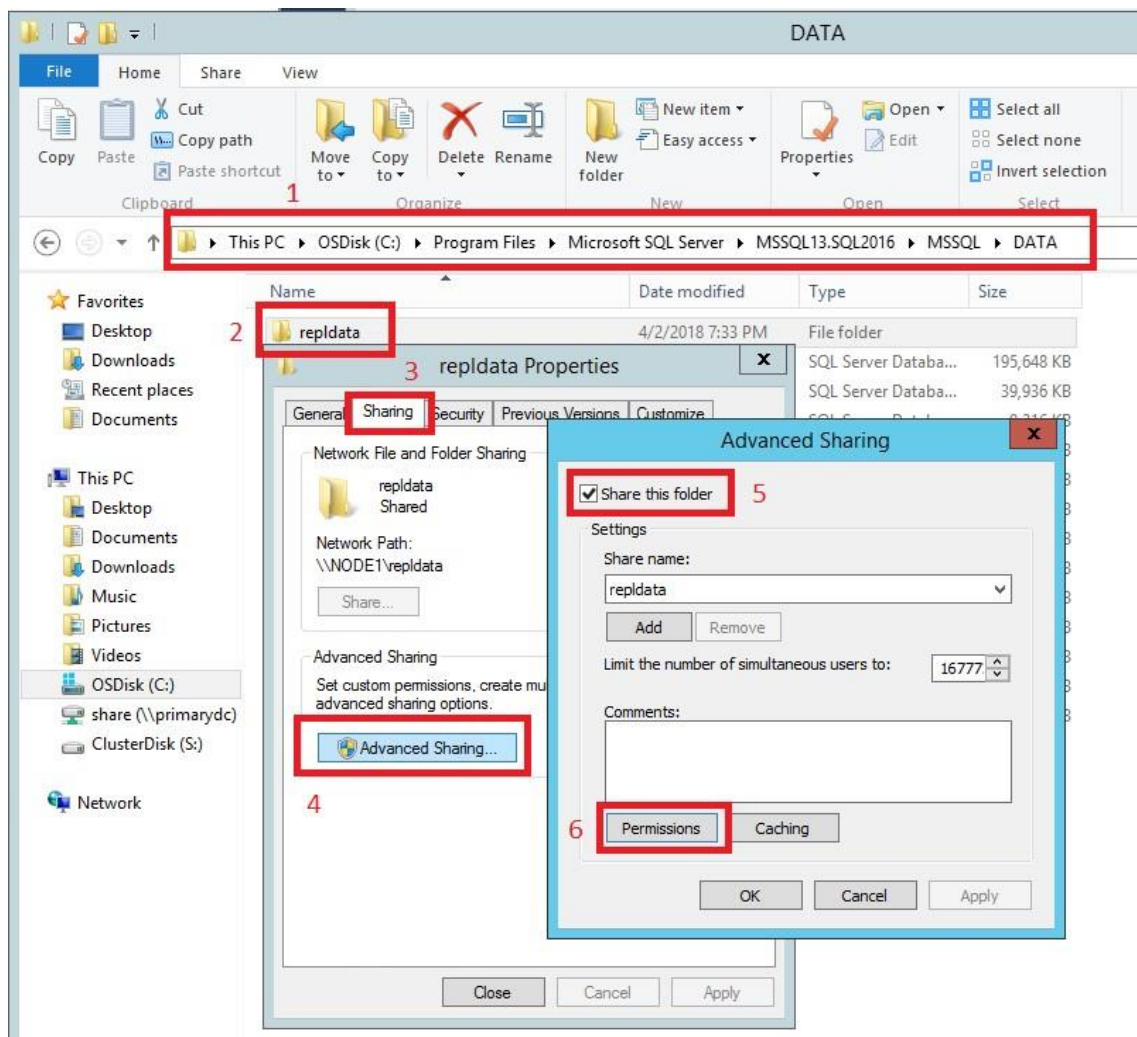 DATA
File Home Share View
Copy
Paste
Cut
Copy path
Paste shortcut
Move to
Copy to
Delete
Rename
New folder
New item
Easy access
Properties
Open
Edit
Select all
Select none
Invert selection
Clipboard
1
Organize
New
Open
Select
This PC OSDisk (C:) Program Files Microsoft SQL Server MSSQL13.SQL2016 MSSQL DATA
Favorites
Desktop
Downloads
Recent places
Documents
This PC
Desktop
Documents
Downloads
Music
Pictures
Videos
OSDisk (C:)
share (\\primarydc)
ClusterDisk (S:)
Network
Name Date modified Type Size
2
repldata 4/2/2018 7:33 PM File folder
SQL Server Databa... 195,648 KB
SQL Server Databa... 39,936 KB
3
repldata Properties
x
General Sharing Security Previous Versions Customize
Network File and Folder Sharing
repldata
Shared
Network Path:
\\NODE1\repldata
Share...
Advanced Sharing
Set custom permissions, create mu
advanced sharing options.
Advanced Sharing...
4
Close Cancel Apply
Advanced Sharing
x
Share this folder
5
Settings
Share name:
repldata
Add Remove
Limit the number of simultaneous users to: 16777
Comments:
6
Permissions Caching
OK Cancel Apply